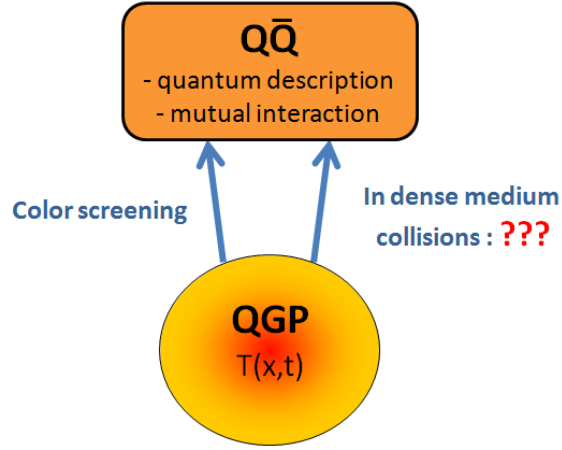 QQ̅
- quantum description
- mutual interaction
Color screening
In dense medium
collisions : ???
QGP
T(x,t)